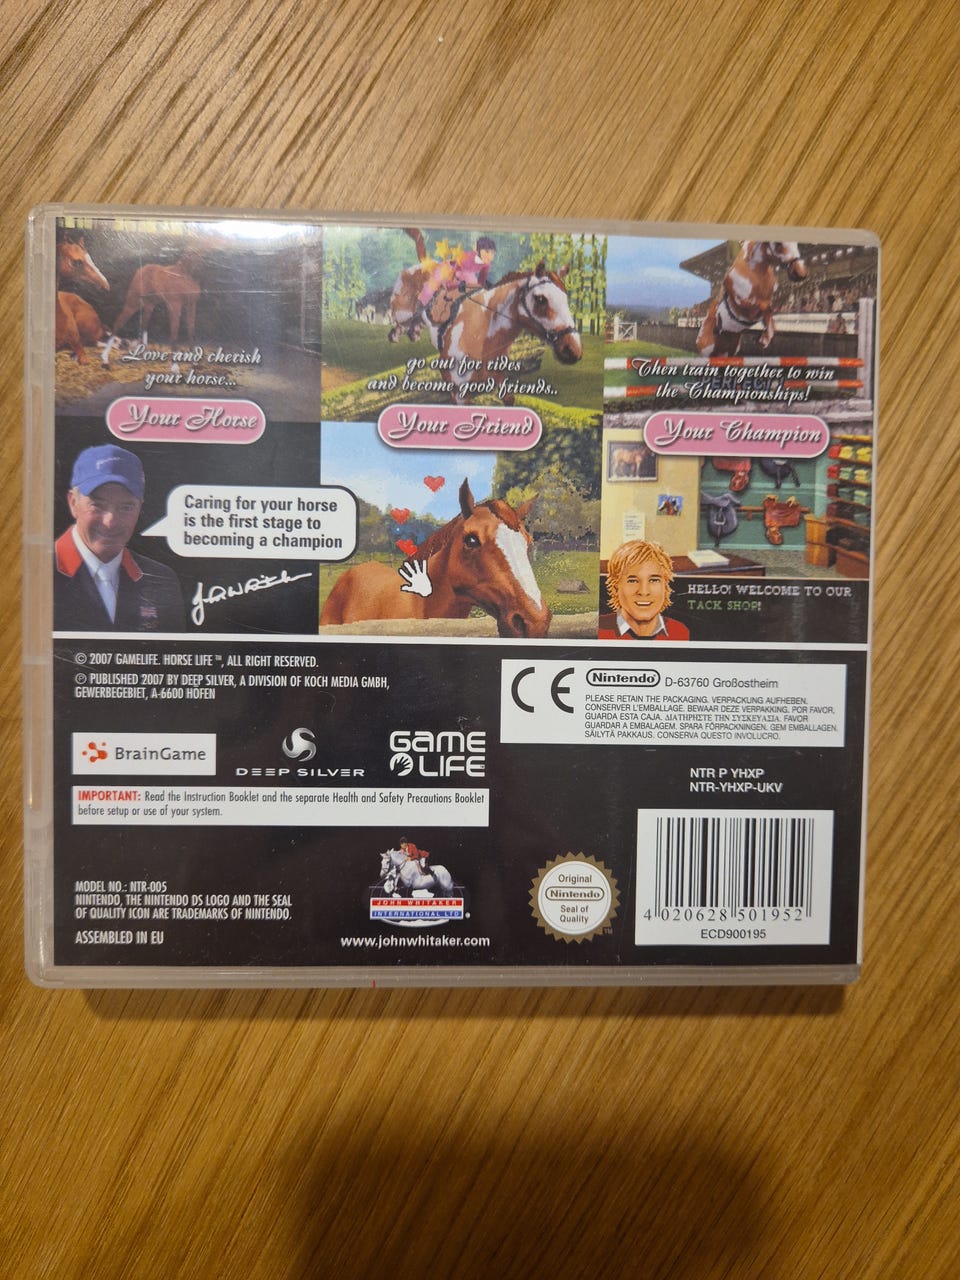 Love and cherish
your horse...
Your Horse
go out for rides
and become good friends..
Your Friend
Then train together to win
the Championships!
Your Champion
Caring for your horse
is the first stage to
becoming a champion
HELLO! WELCOME TO OUR
TACK SHOP!
© 2007 GAMELIFE. HORSE LIFE ™, ALL RIGHT RESERVED.
℗ PUBLISHED 2007 BY DEEP SILVER, A DIVISION OF KOCH MEDIA GMBH,
GEWERBEGEBIET, A-6600 HÖFEN
BrainGame
DEEP SILVER
GAME
LIFE
IMPORTANT: Read the Instruction Booklet and the separate Health and Safety Precautions Booklet
before setup or use of your system.
CE
Nintendo® D-63760 Großostheim
PLEASE RETAIN THE PACKAGING. VERPACKUNG AUFHEBEN.
CONSERVER L'EMBALLAGE. BEWAAR DEZE VERPAKKING. POR FAVOR,
GUARDA ESTA CAJA. ΔΙΑΤΗΡΗΣΤΕ ΤΗΝ ΣΥΣΚΕΥΑΣΙΑ. FAVOR
GUARDAR A EMBALAGEM. SPARA FÖRPACKNINGEN. GEM EMBALLAGEN.
SÄILYTÄ PAKKAUS. CONSERVA QUESTO INVOLUCRO.
NTR P YHXP
NTR-YHXP-UKV
MODEL NO.: NTR-005
NINTENDO, THE NINTENDO DS LOGO AND THE SEAL
OF QUALITY ICON ARE TRADEMARKS OF NINTENDO.
ASSEMBLED IN EU
JOHN WHITAKER
INTERNATIONAL LTD
www.johnwhitaker.com
Original
Nintendo®
Seal of
Quality
TM
4 020628 501952
ECD900195